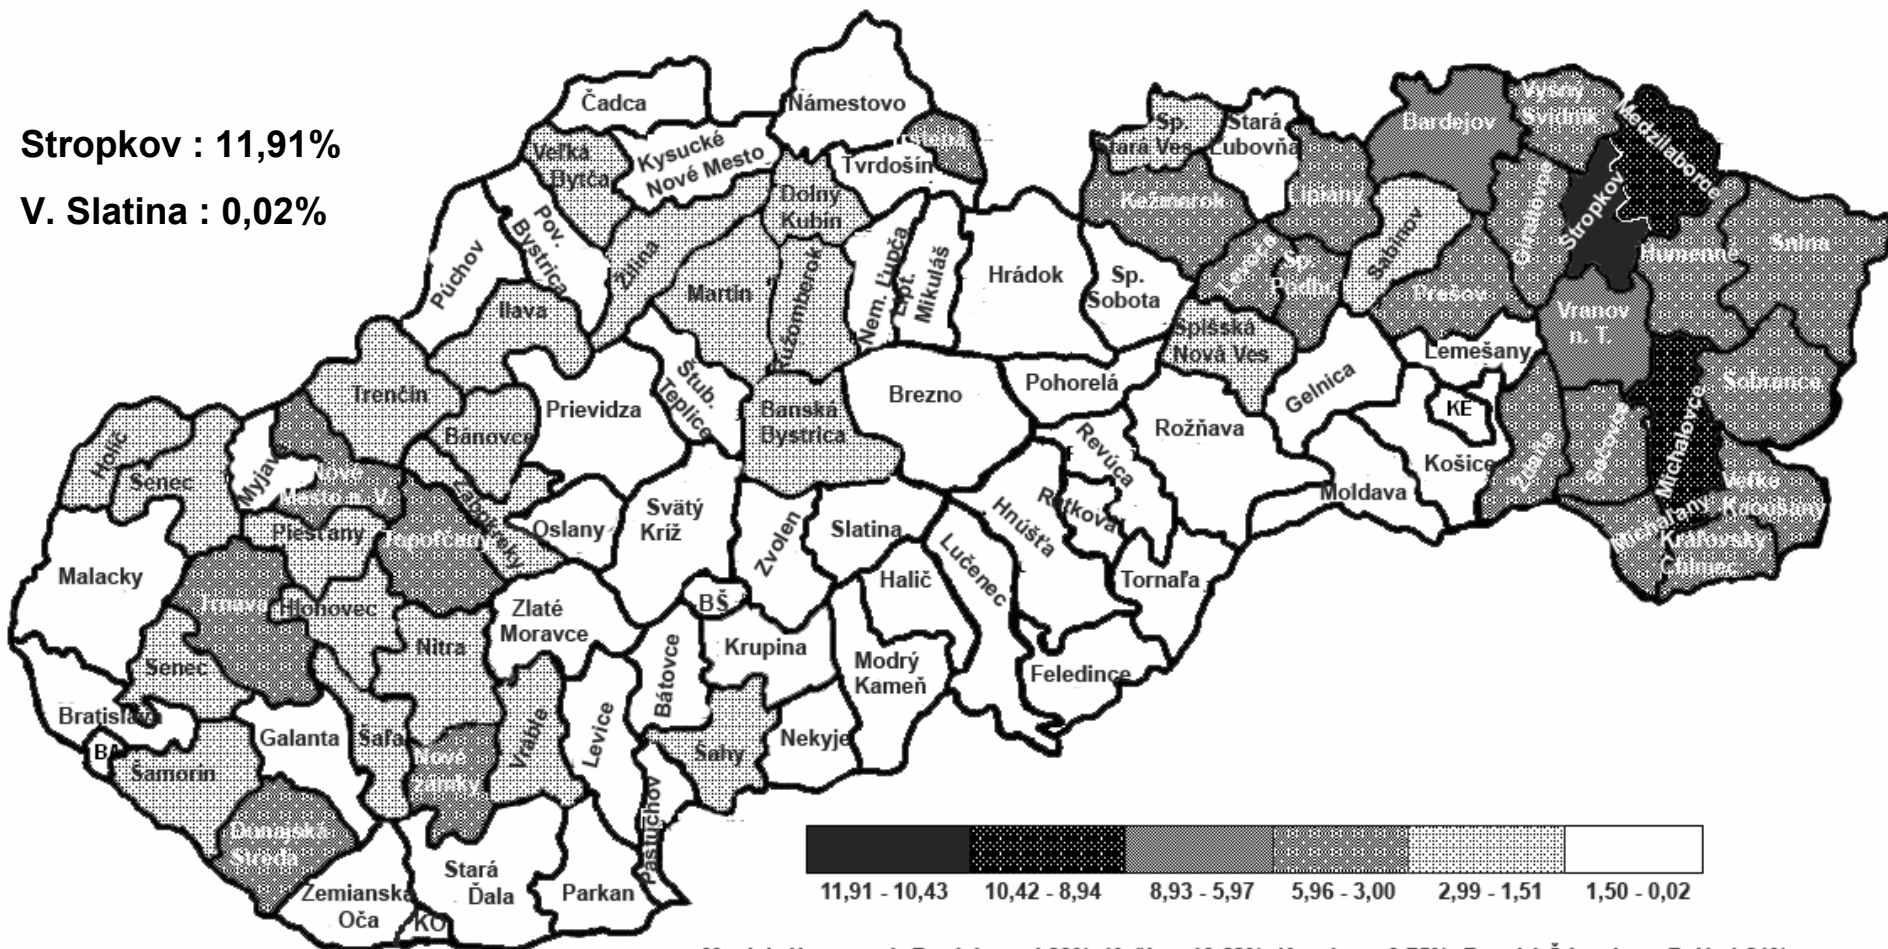 Stropkov : 11,91%
V. Slatina : 0,02%
Čadca
Námestovo
Veľká
Bytča
Kysucké
Nové Mesto
Tvrdošín
Trstená
Dolný
Kubín
Púchov
Pov.
Bystrica
Žilina
Ilava
Martin
Ružomberok
Nem. Ľupča
Lipt.
Mikuláš
Hrádok
Sp.
Sobota
Sp.
Stará Ves
Stará
Ľubovňa
Kežmarok
Lipiany
Bardejov
Vyšný
Svidník
Medzilaborce
Stropkov
Giraltovce
Sabinov
Levoča
Sp.
Podhr.
Prešov
Humenné
Snina
Vranov
n. T.
Spišská
Nová Ves
Gelnica
Lemešany
KE
Košice
Moldava
Sobrance
Michalovce
Sečovce
Ždaňa
Veľké
Kapušany
Kráľovský
Chlmec
Trenčín
Bánovce
Prievidza
Štub.
Teplice
Banská
Bystrica
Brezno
Pohorelá
Rožňava
Revúca
Ratková
Hnúšťa
Tornaľa
Holíč
Senec
Myjava
Nové
Mesto n. V.
Piešťany
Topoľčany
Žabokreky
Oslany
Svätý
Kríž
Zvolen
Slatina
Halič
Lučenec
Feledince
Malacky
Trnava
Hlohovec
Nitra
Zlaté
Moravce
BŠ
Krupina
Modrý
Kameň
Bátovce
Senec
Bratislava
BA
Galanta
Šaľa
Nové
Zámky
Vráble
Levice
Šahy
Nekyje
Šamorín
Dunajská
Streda
Zemianska
Oča
KO
Stará
Ďala
Parkan
Pastúchov
11,91 - 10,43
10,42 - 8,94
8,93 - 5,97
5,96 - 3,00
2,99 - 1,51
1,50 - 0,02